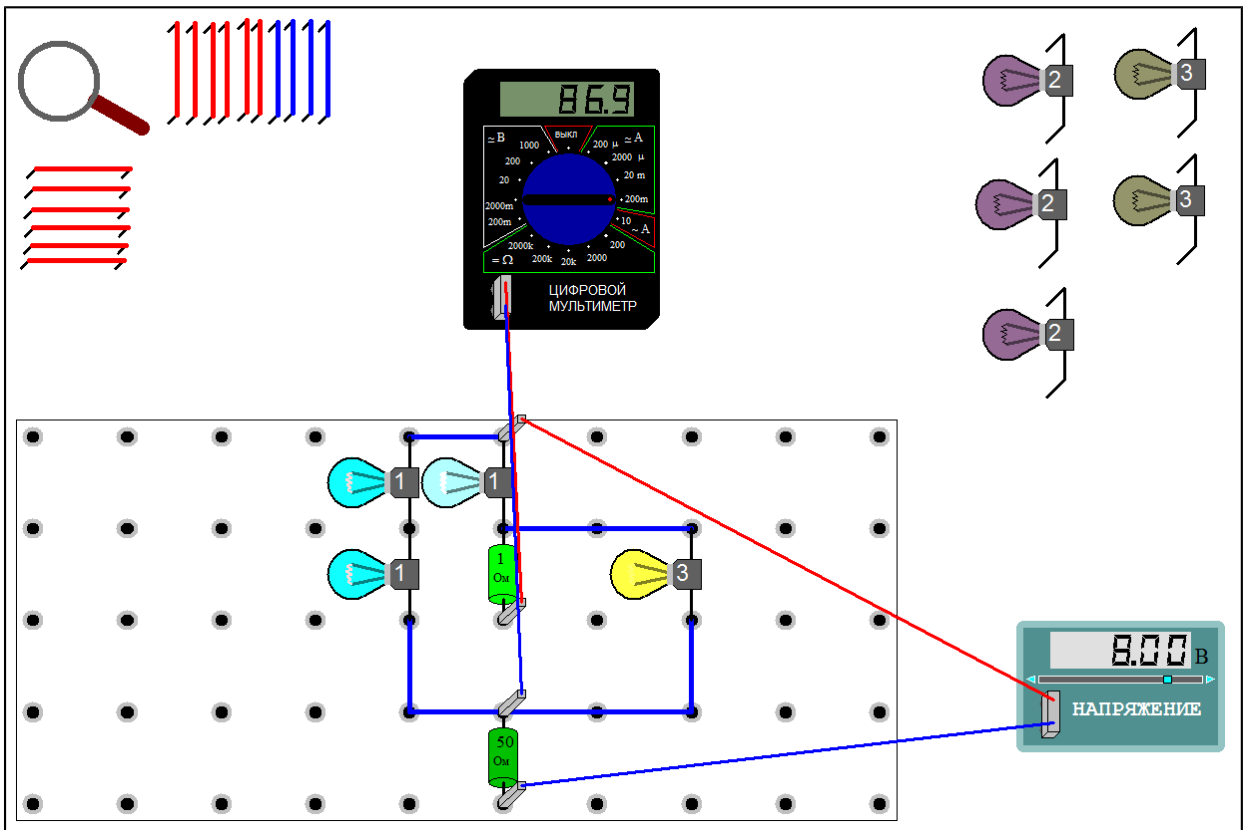 2
3
86.9
ВЫКЛ
≃ В
≃ А
1000
200 µ
200
2000 µ
20
20 m
2000m
200m
200m
10
~ А
2000k
200
= Ω
200k
20k
2000
2
3
ЦИФРОВОЙ
МУЛЬТИМЕТР
2
1
1
1
1
Ом
3
8.00 В
НАПРЯЖЕНИЕ
50
Ом